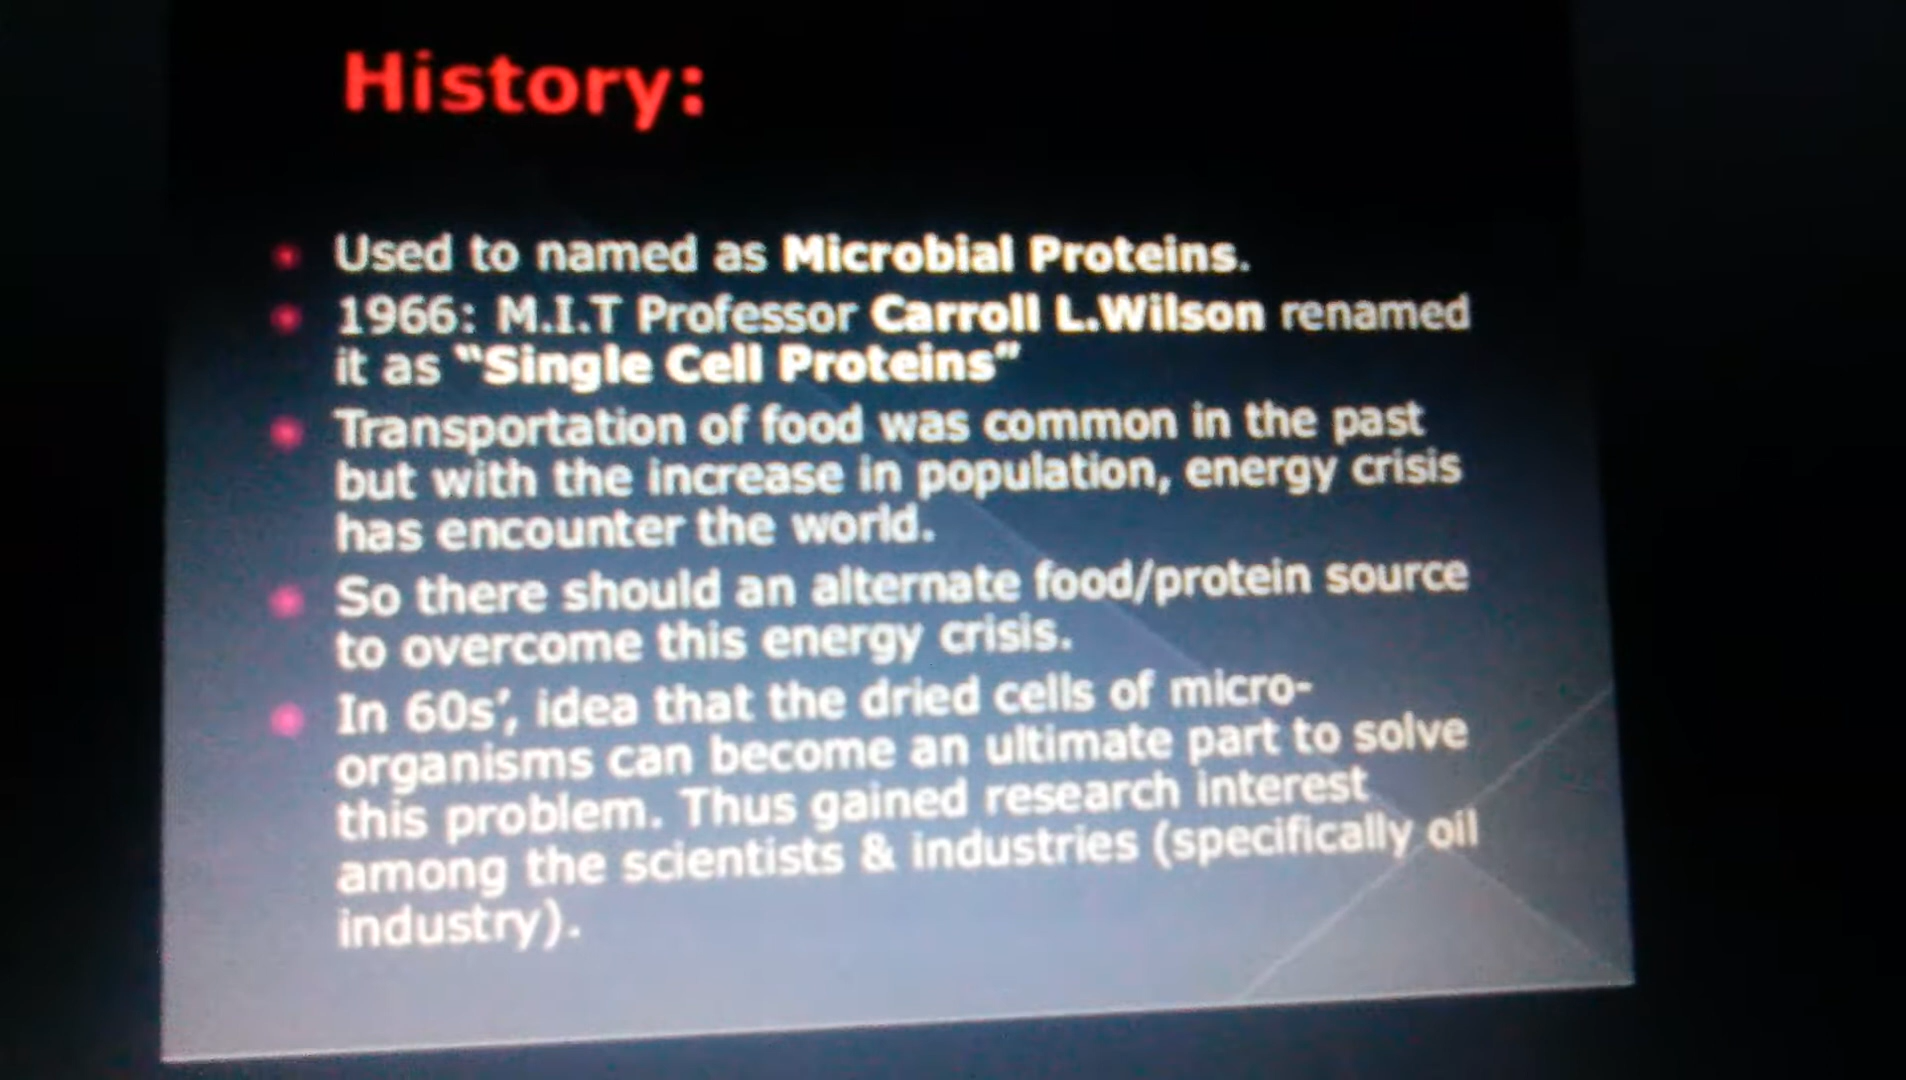 History:
Used to named as Microbial Proteins.
1966: M.I.T Professor Carroll L.Wilson renamed
it as “Single Cell Proteins”
Transportation of food was common in the past
but with the increase in population, energy crisis
has encounter the world.
So there should an alternate food/protein source
to overcome this energy crisis.
In 60s’, idea that the dried cells of micro-
organisms can become an ultimate part to solve
this problem. Thus gained research interest
among the scientists & industries (specifically oil
industry).